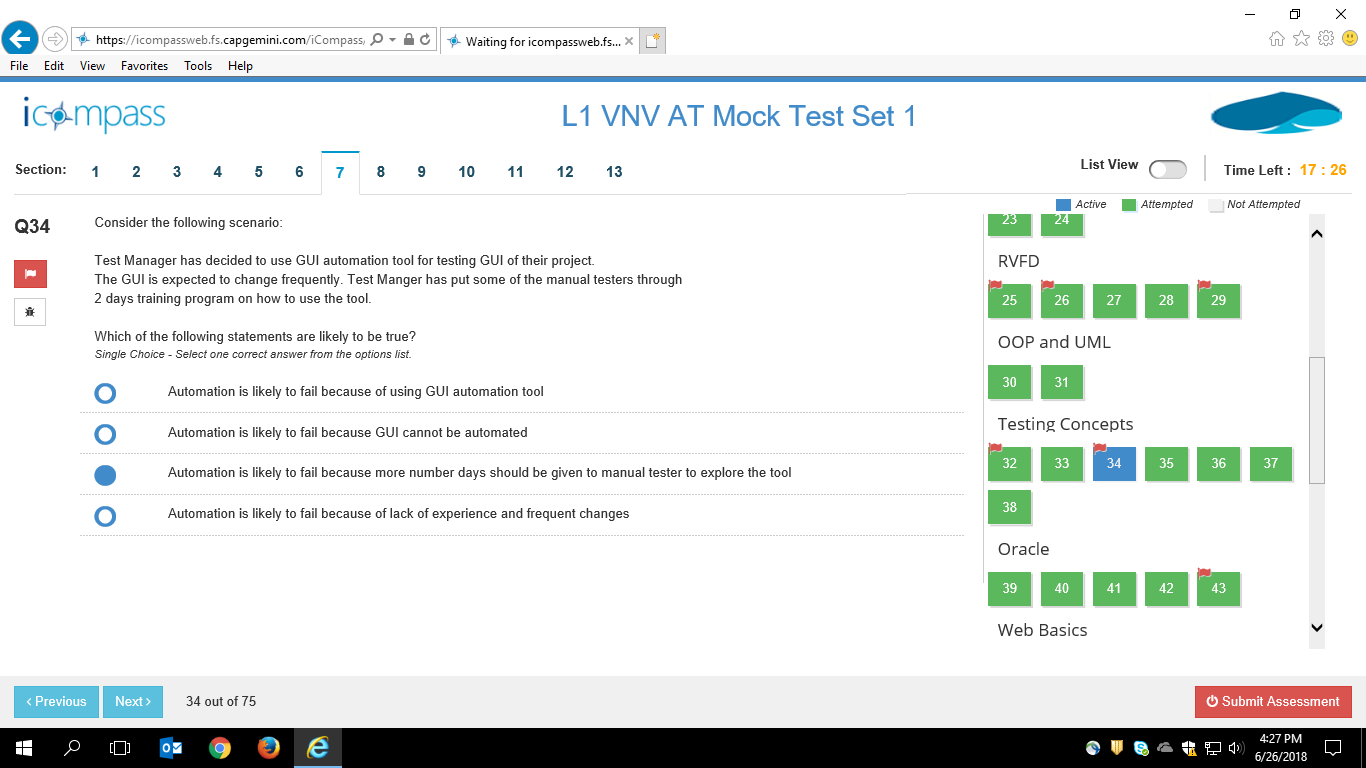 https://icompassweb.fs.capgemini.com/iCompass/
Waiting for icompassweb.fs...
File Edit View Favorites Tools Help
icompass
L1 VNV AT Mock Test Set 1
Section: 1 2 3 4 5 6 7 8 9 10 11 12 13
List View
Time Left : 17 : 26
Active Attempted Not Attempted
Q34
Consider the following scenario:
Test Manager has decided to use GUI automation tool for testing GUI of their project.
The GUI is expected to change frequently. Test Manger has put some of the manual testers through
2 days training program on how to use the tool.
Which of the following statements are likely to be true?
Single Choice - Select one correct answer from the options list.
Automation is likely to fail because of using GUI automation tool
Automation is likely to fail because GUI cannot be automated
Automation is likely to fail because more number days should be given to manual tester to explore the tool
Automation is likely to fail because of lack of experience and frequent changes
23 24
RVFD
25 26 27 28 29
OOP and UML
30 31
Testing Concepts
32 33 34 35 36 37
38
Oracle
39 40 41 42 43
Web Basics
Previous
Next
34 out of 75
Submit Assessment
4:27 PM
6/26/2018